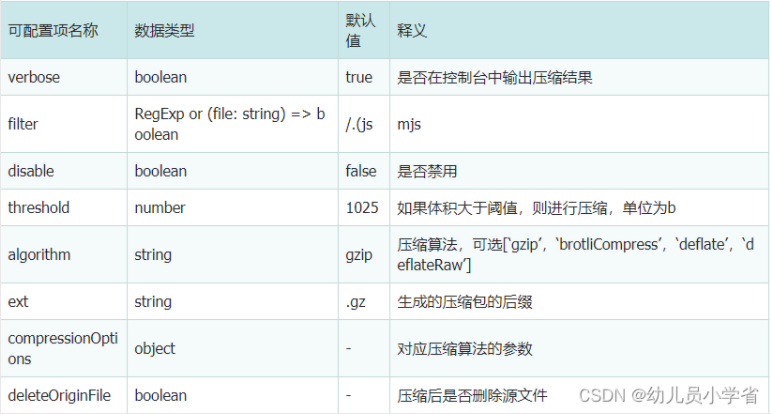 可配置项名称 数据类型 默认值 释义
verbose boolean true 是否在控制台中输出压缩结果
filter RegExp or (file: string) => boolean /.(js mjs
disable boolean false 是否禁用
threshold number 1025 如果体积大于阈值，则进行压缩，单位为b
algorithm string gzip 压缩算法，可选[‘gzip’，‘brotliCompress’，‘deflate’，‘deflateRaw’]
ext string .gz 生成的压缩包的后缀
compressionOptions object - 对应压缩算法的参数
deleteOriginFile boolean - 压缩后是否删除源文件
CSDN @幼儿员小学省